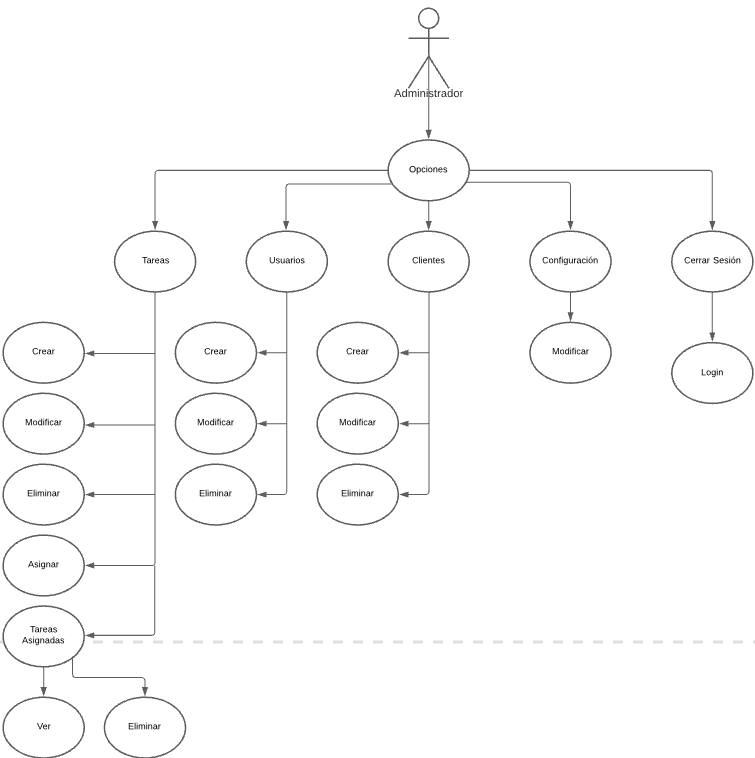 Administrador
Opciones
Tareas
Usuarios
Clientes
Configuración
Cerrar Sesión
Crear
Crear
Crear
Modificar
Login
Modificar
Modificar
Modificar
Eliminar
Eliminar
Eliminar
Asignar
Tareas
Asignadas
Ver
Eliminar